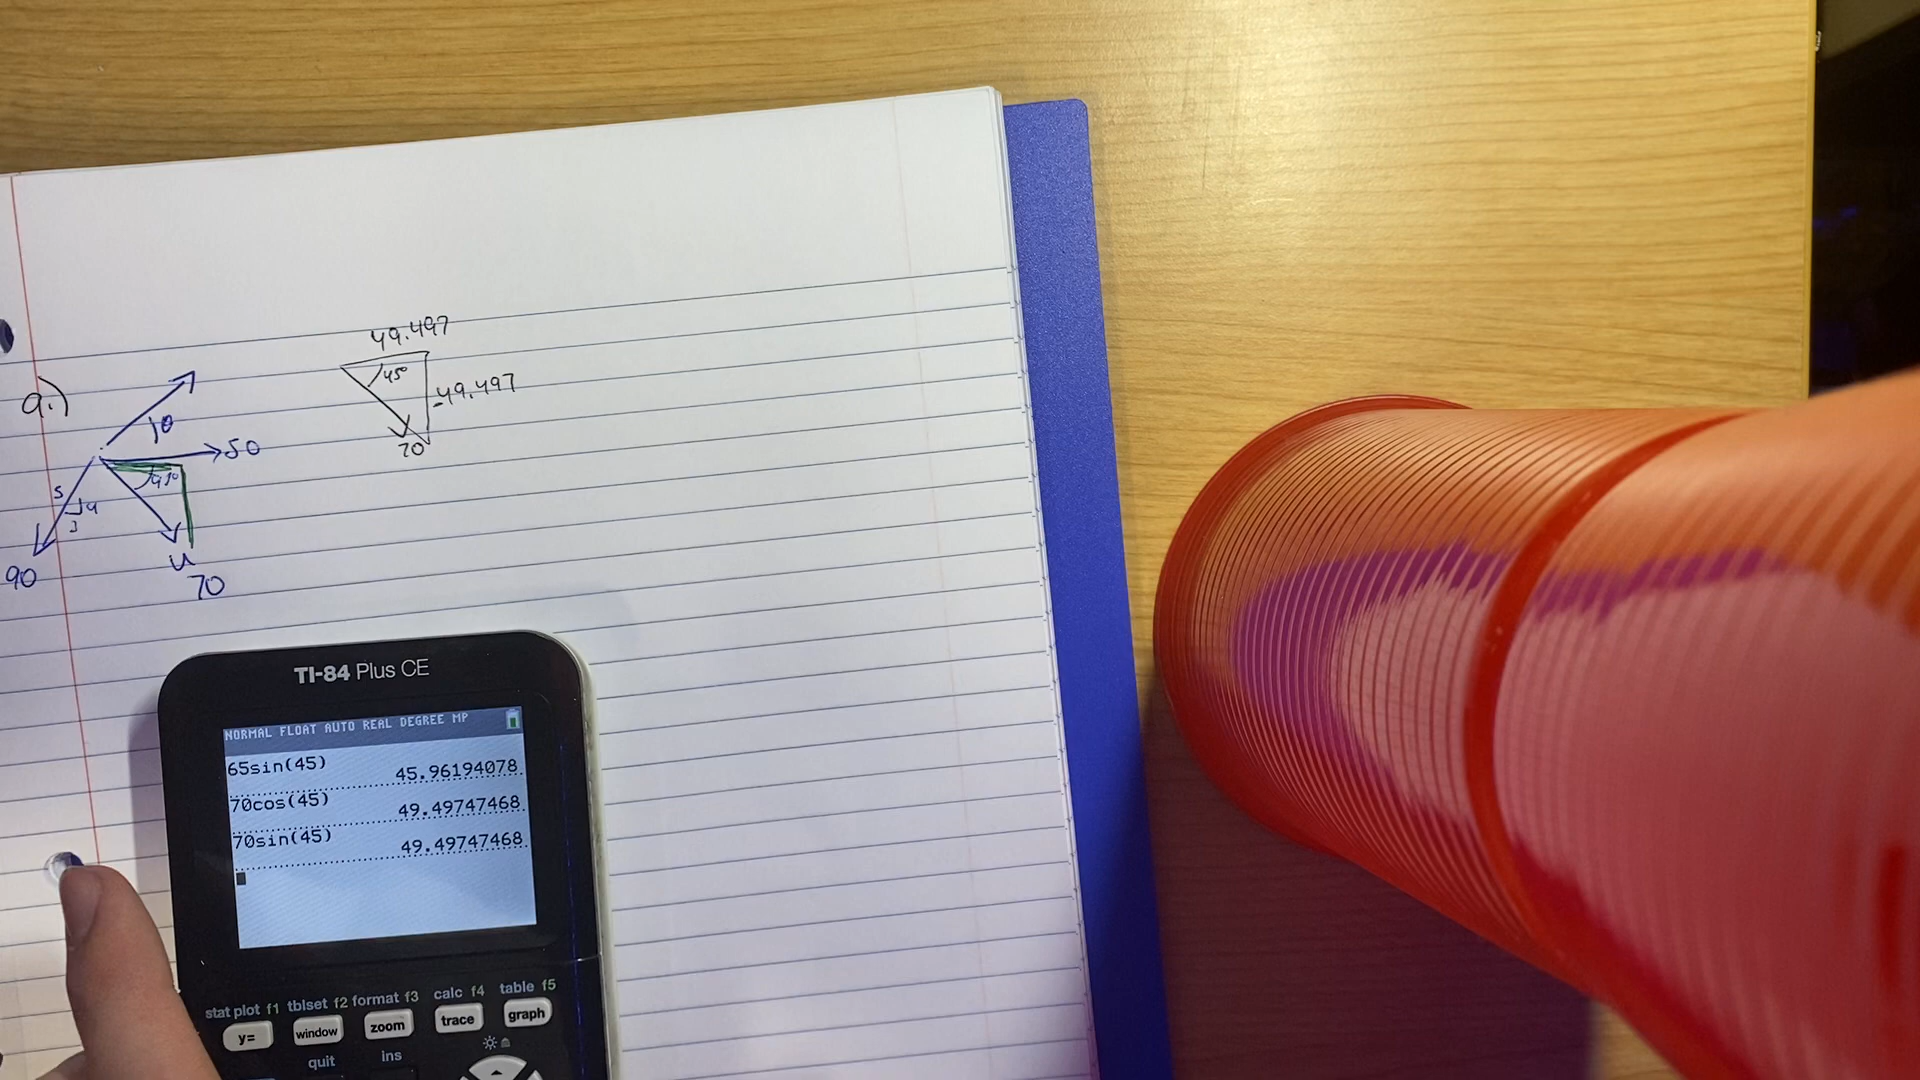 a.)
10
50
45°
5
4
3
90
70
49.497
45°
-49.497
70
TI-84 Plus CE
NORMAL FLOAT AUTO REAL DEGREE MP
65sin(45)
45.96194078
70cos(45)
49.49747468
70sin(45)
49.49747468
stat plot f1 tblset f2 format f3 calc f4 table f5
y= window zoom trace graph
quit ins